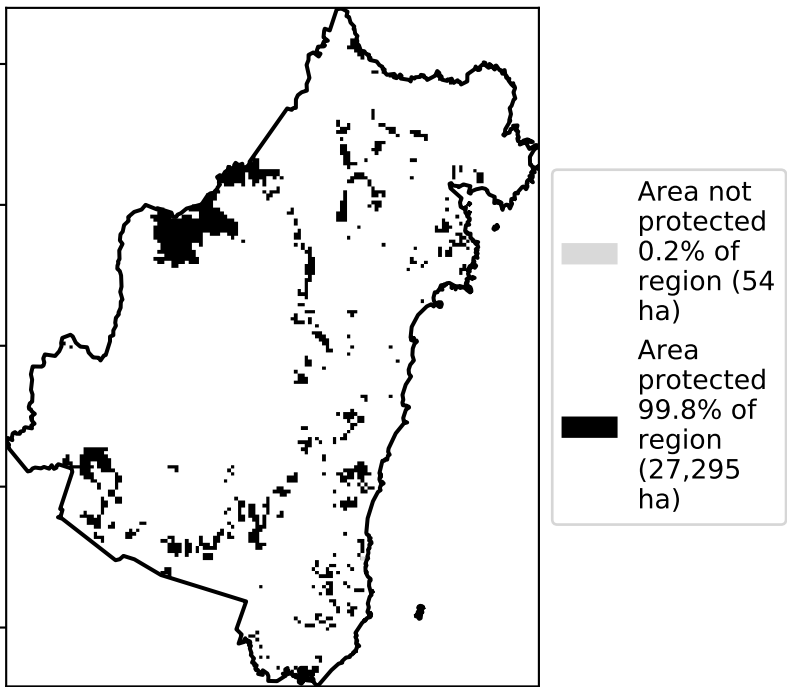 Area not
protected
0.2% of
region (54
ha)
Area
protected
99.8% of
region
(27,295
ha)